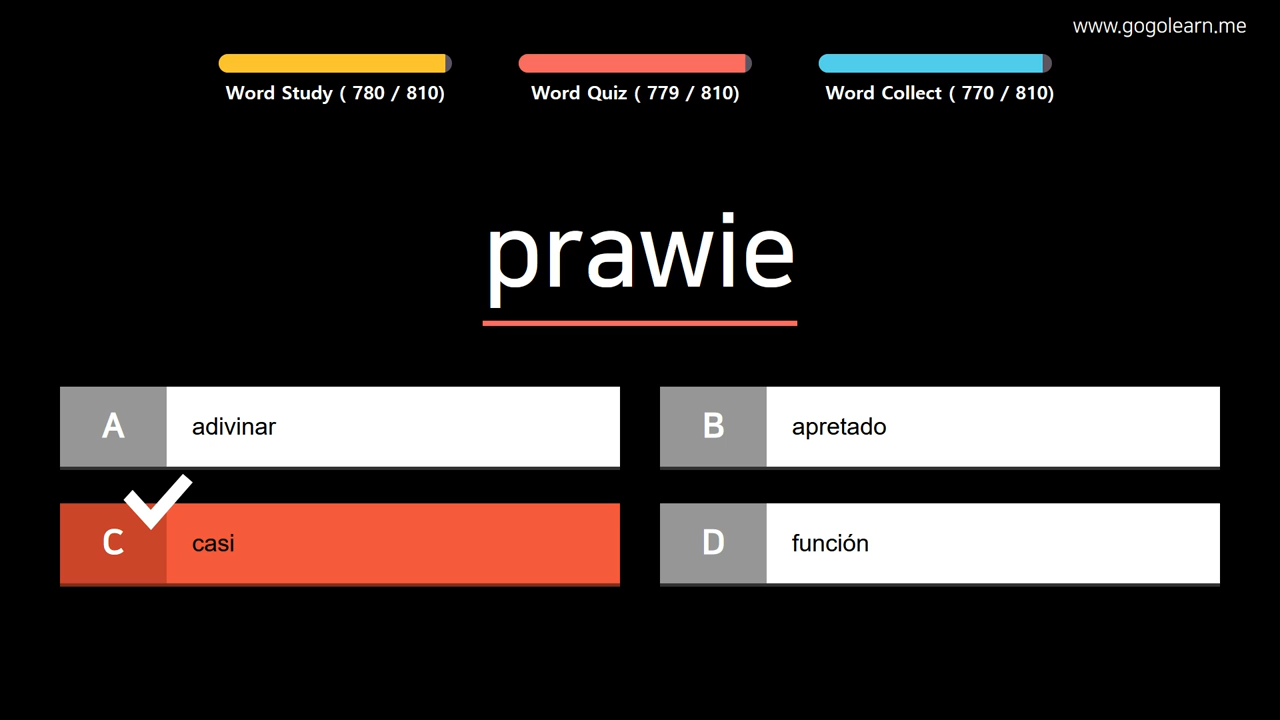 www.gogolearn.me
Word Study ( 780 / 810)
Word Quiz ( 779 / 810)
Word Collect ( 770 / 810)
prawie
A
adivinar
B
apretado
C
casi
D
función